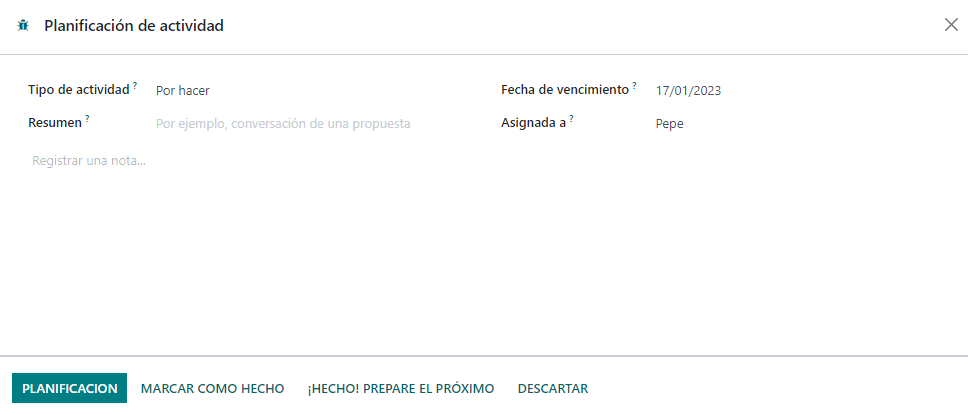 Planificación de actividad
Tipo de actividad ? Por hacer
Fecha de vencimiento ? 17/01/2023
Resumen ? Por ejemplo, conversación de una propuesta
Asignada a ? Pepe
Registrar una nota...
PLANIFICACION MARCAR COMO HECHO ¡HECHO! PREPARE EL PRÓXIMO DESCARTAR